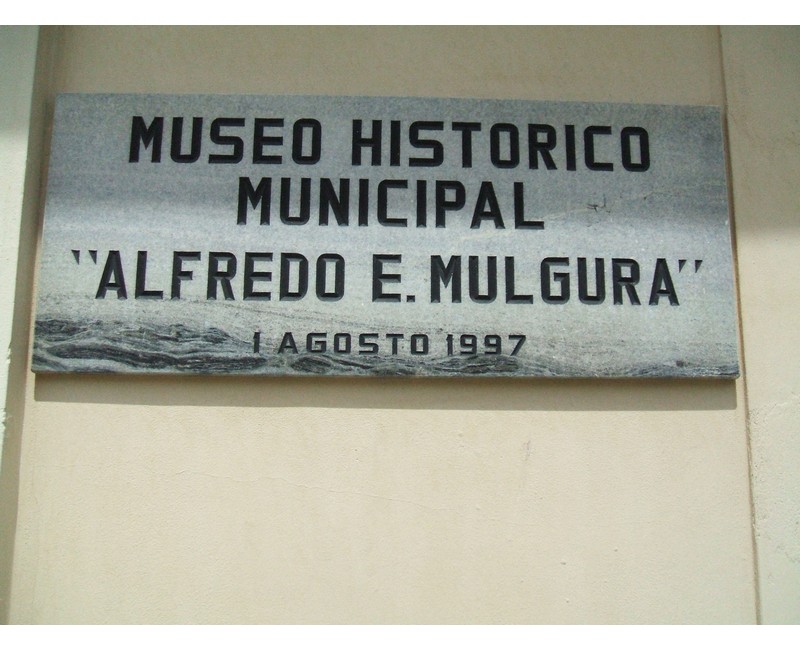 MUSEO HISTORICO
MUNICIPAL
"ALFREDO E. MULGURA"
1 AGOSTO 1997